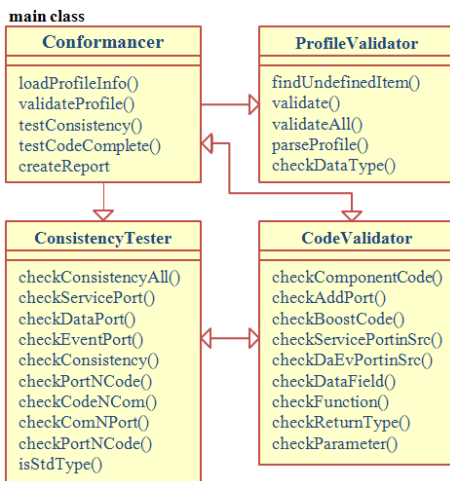 main class
Conformancer
loadProfileInfo()
validateProfile()
testConsistency()
testCodeComplete()
createReport
ProfileValidator
findUndefinedItem()
validate()
validateAll()
parseProfile()
checkDataType()
ConsistencyTester
checkConsistencyAll()
checkServicePort()
checkDataPort()
checkEventPort()
checkConsistency()
checkPortNCode()
checkCodeNCom()
checkComNPort()
checkPortNCode()
isStdType()
CodeValidator
checkComponentCode()
checkAddPort()
checkBoostCode()
checkServicePortinSrc()
checkDaEvPortinSrc()
checkDataField()
checkFunction()
checkReturnType()
checkParameter()